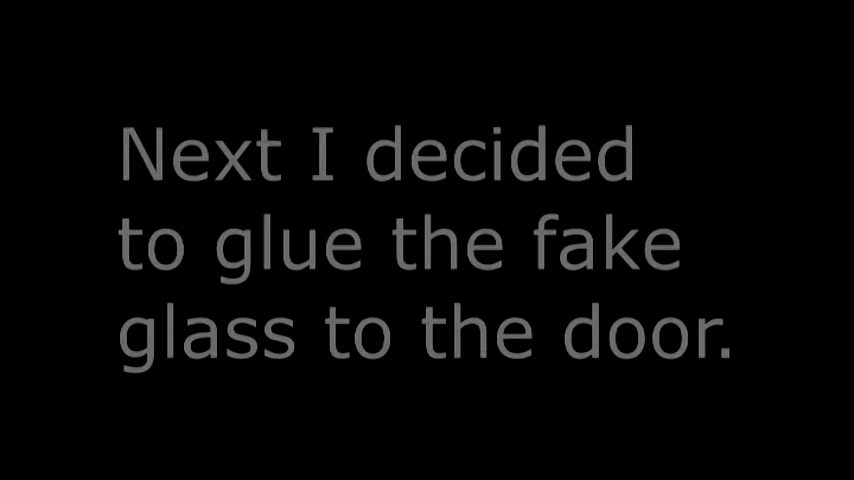 Next I decided
to glue the fake
glass to the door.